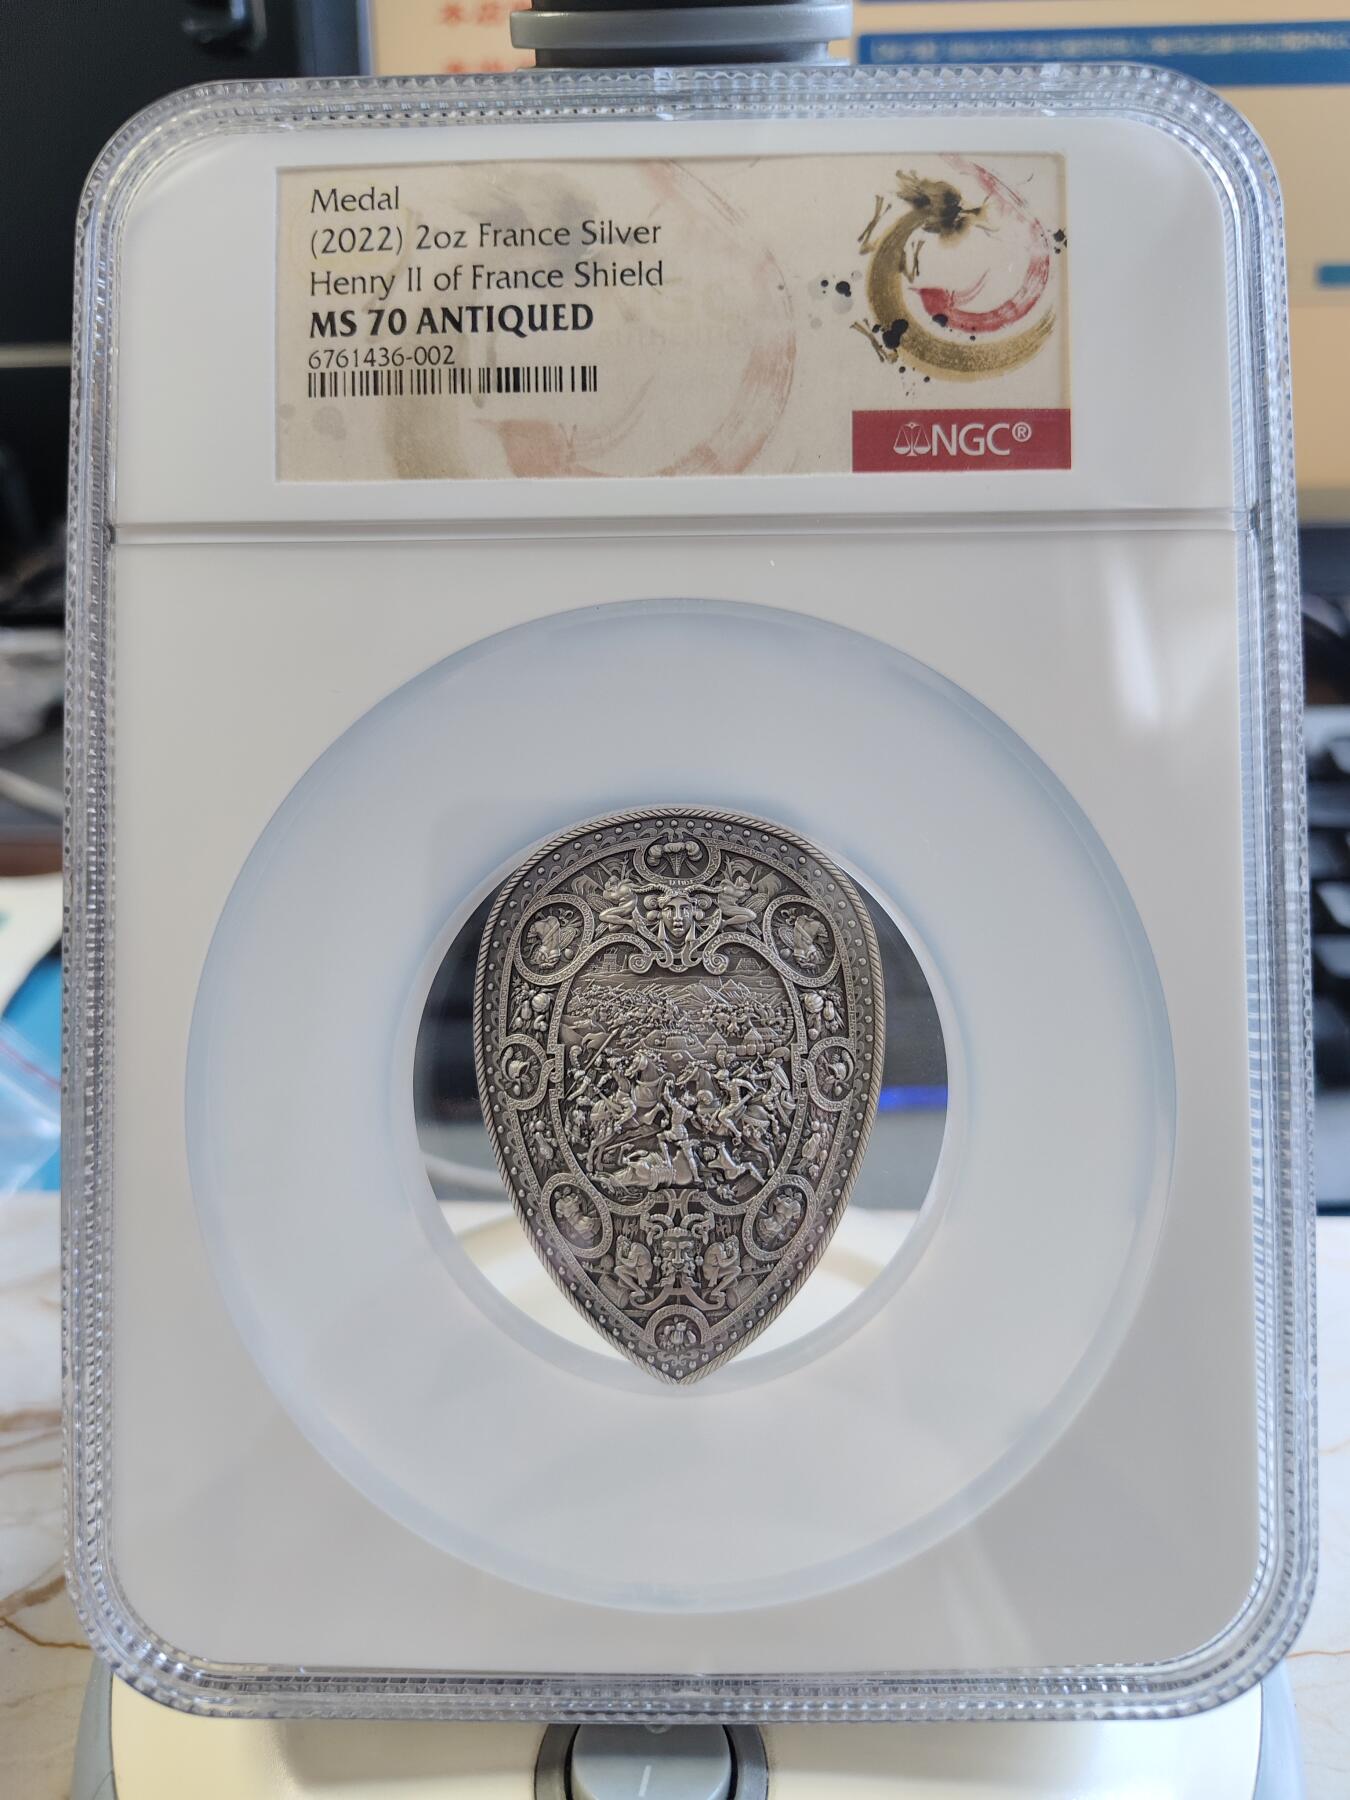 Medal
(2022) 2oz France Silver
Henry II of France Shield
MS 70 ANTIQUED
6761436-002
NGC®